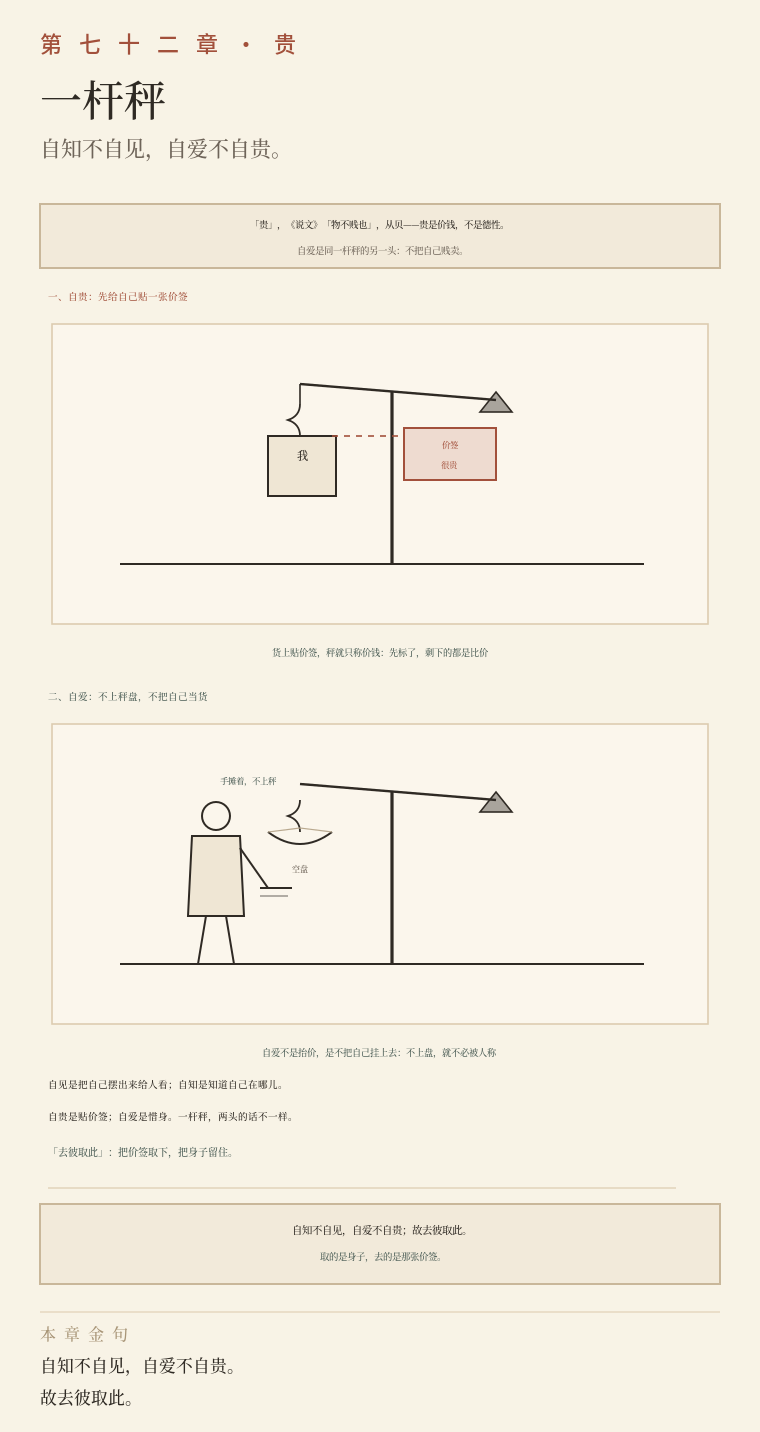 第七十二章·贵
一杆秤
自知不自见，自爱不自贵。
「贵」，《说文》「物不贱也」，从贝——贵是价钱，不是德性。
自爱是同一杆秤的另一头：不把自己贱卖。
一、自贵：先给自己贴一张价签
我
价签
很贵
货上贴价签，秤就只称价钱：先标了，剩下的都是比价
二、自爱：不上秤盘，不把自己当货
手摊着，不上秤
空盘
自爱不是抬价，是不把自己挂上去：不上盘，就不必被人称
自见是把自己摆出来给人看；自知是知道自己在哪儿。
自贵是贴价签；自爱是惜身。一杆秤，两头的话不一样。
「去彼取此」：把价签取下，把身子留住。
自知不自见，自爱不自贵；故去彼取此。
取的是身子，去的是那张价签。
本章金句
自知不自见，自爱不自贵。
故去彼取此。